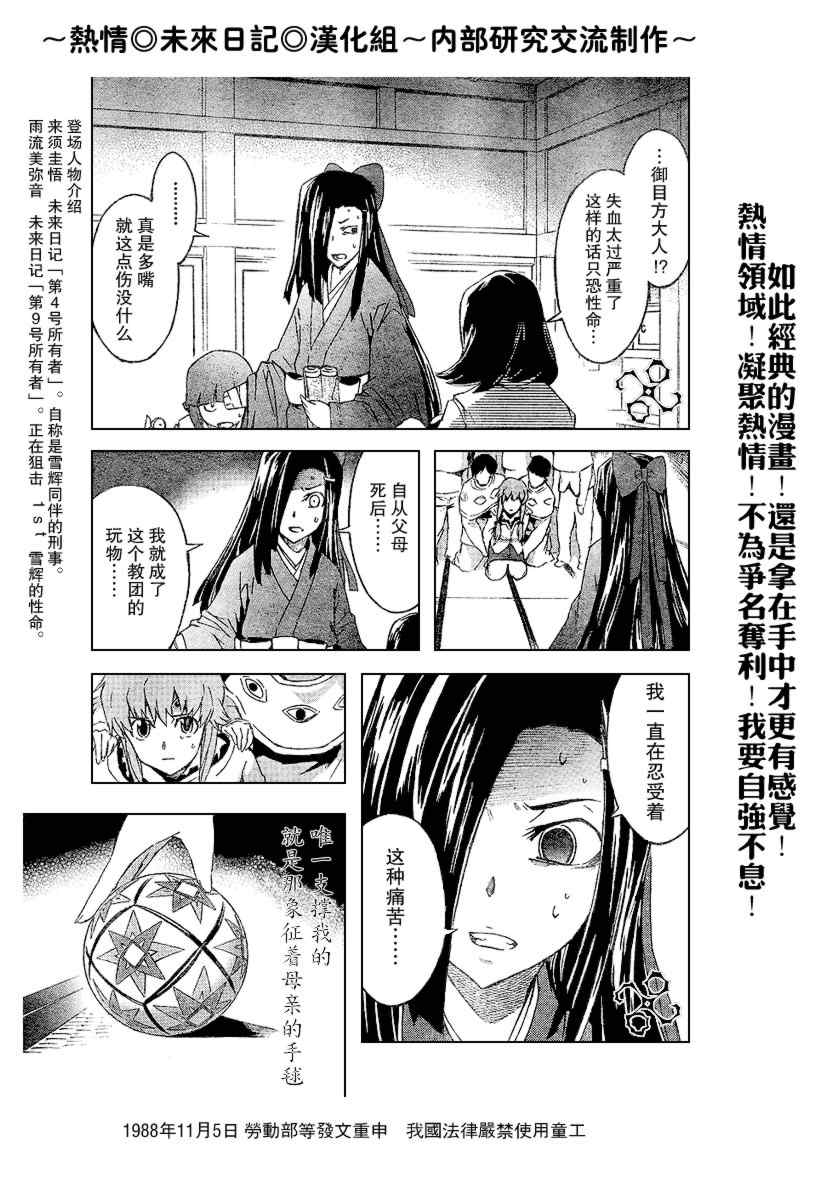 ～熱情◎未來日記◎漢化組～内部研究交流制作～
如此經典的漫畫！還是拿在手中才更有感覺！
熱情領域！凝聚熱情！不為爭名奪利！我要自強不息！
…御目方大人!?
失血太过严重了
这样的话只恐性命…
………
真是多嘴
就这点伤没什么
登场人物介绍
来须圭悟　未来日记「第4号所有者」。自称是雪辉同伴的刑事。
雨流美弥音　未来日记「第9号所有者」。正在狙击 1st 雪辉的性命。
自从父母
死后……
我就成了
这个教团的
玩物……
我一直在忍受着
这种痛苦……
唯一支撑我的
就是那象征着母亲的手毬
1988年11月5日 勞動部等發文重申　我國法律嚴禁使用童工